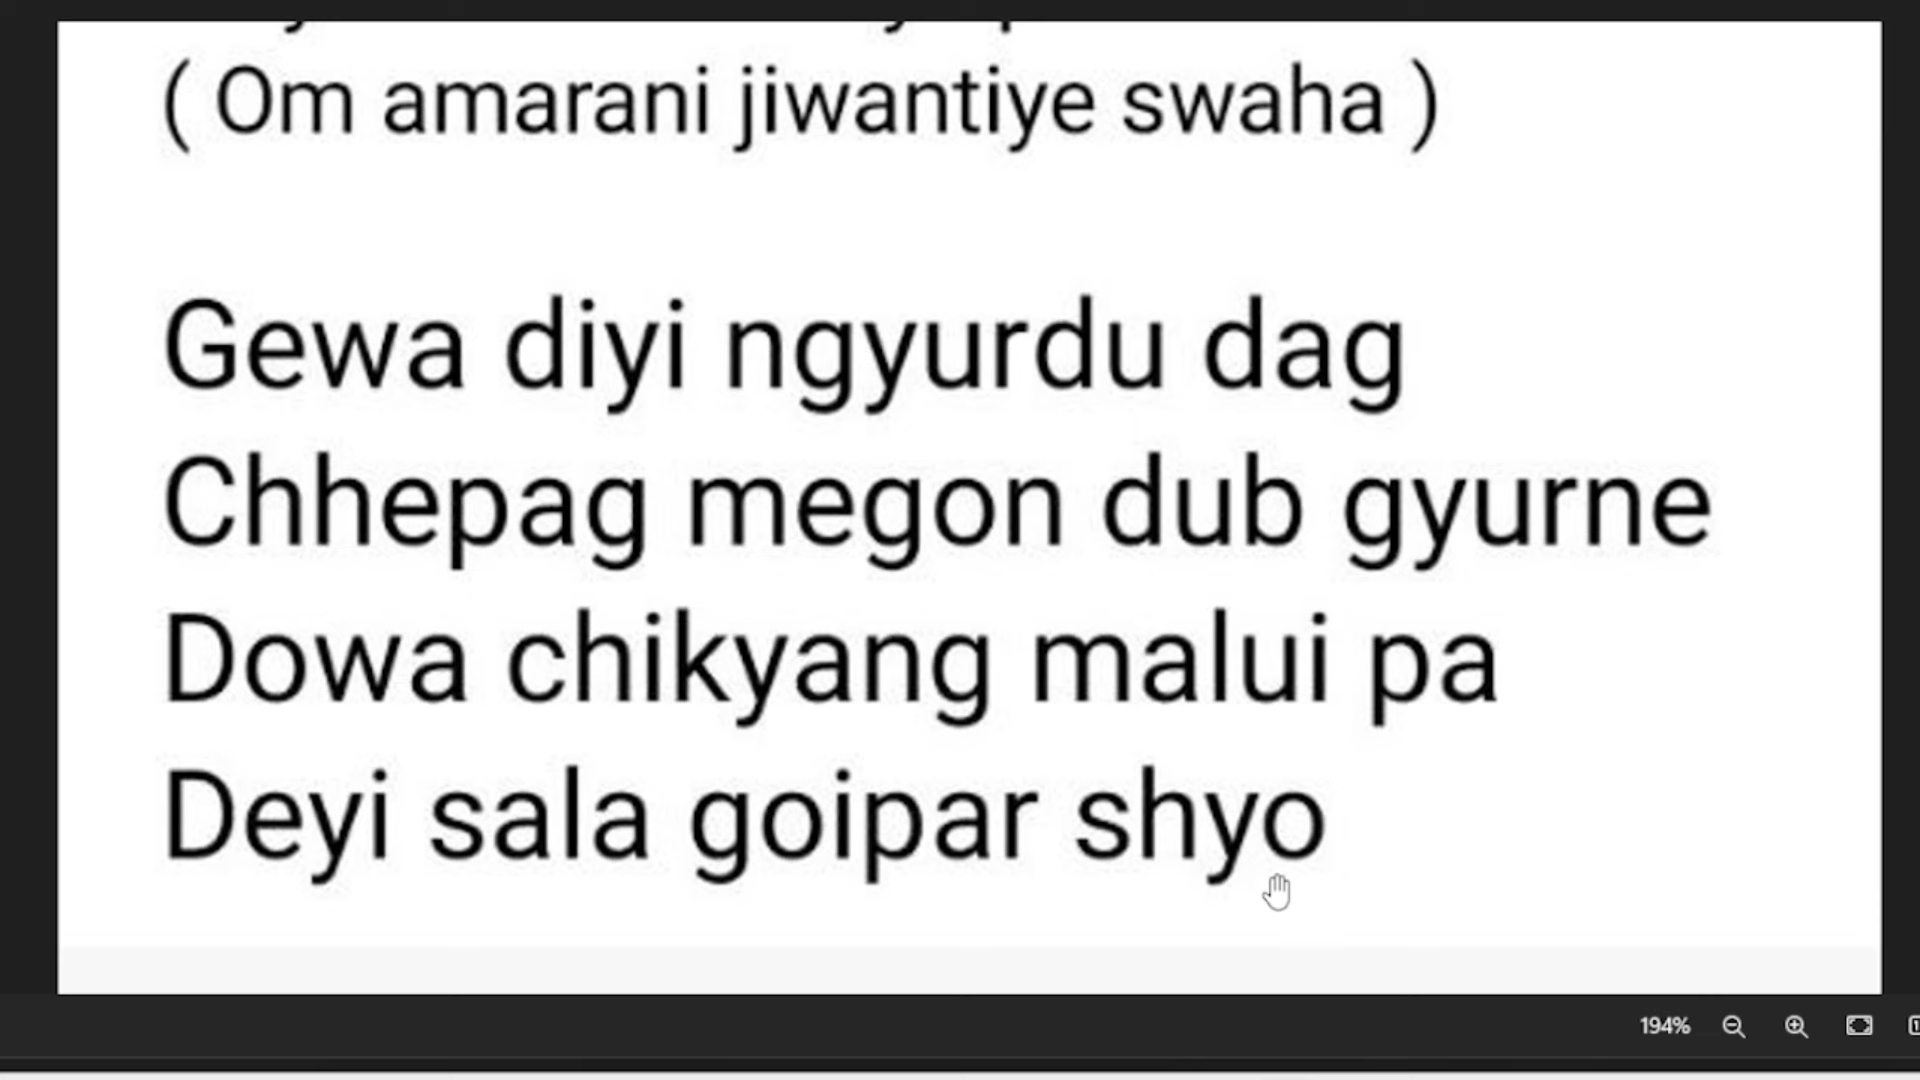 ( Om amarani jiwantiye swaha )
Gewa diyi ngyurdu dag
Chhepag megon dub gyurne
Dowa chikyang malui pa
Deyi sala goipar shyo
194%